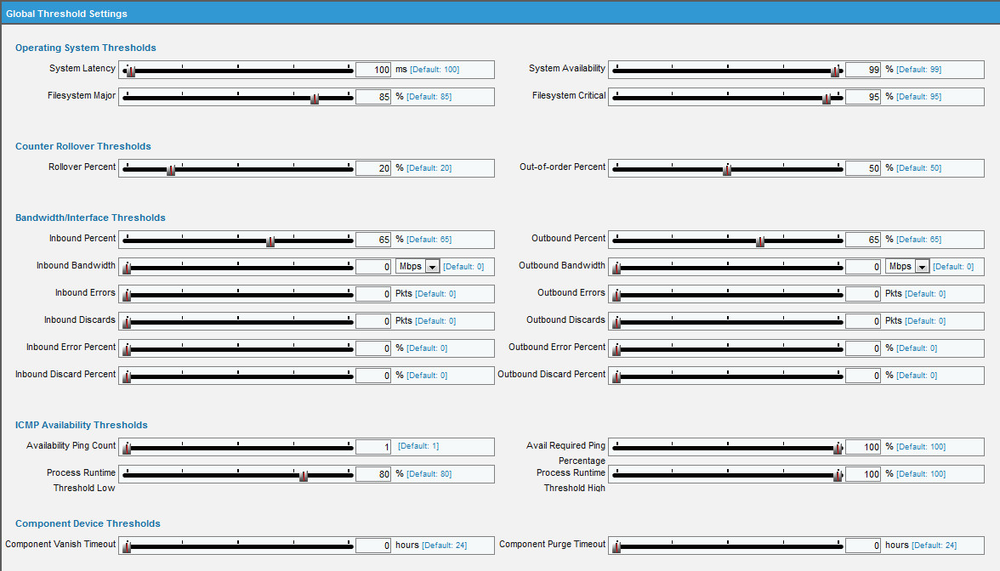 Global Threshold Settings
Operating System Thresholds
System Latency 100 ms [Default: 100] System Availability 99 % [Default: 99]
Filesystem Major 85 % [Default: 85] Filesystem Critical 95 % [Default: 95]
Counter Rollover Thresholds
Rollover Percent 20 % [Default: 20] Out-of-order Percent 50 % [Default: 50]
Bandwidth/Interface Thresholds
Inbound Percent 65 % [Default: 65] Outbound Percent 65 % [Default: 65]
Inbound Bandwidth 0 Mbps [Default: 0] Outbound Bandwidth 0 Mbps [Default: 0]
Inbound Errors 0 Pkts [Default: 0] Outbound Errors 0 Pkts [Default: 0]
Inbound Discards 0 Pkts [Default: 0] Outbound Discards 0 Pkts [Default: 0]
Inbound Error Percent 0 % [Default: 0] Outbound Error Percent 0 % [Default: 0]
Inbound Discard Percent 0 % [Default: 0] Outbound Discard Percent 0 % [Default: 0]
ICMP Availability Thresholds
Availability Ping Count 1 [Default: 1] Avail Required Ping 100 % [Default: 100]
Percentage
Process Runtime 80 % [Default: 80] Process Runtime 100 % [Default: 100]
Threshold Low Threshold High
Component Device Thresholds
Component Vanish Timeout 0 hours [Default: 24] Component Purge Timeout 0 hours [Default: 24]